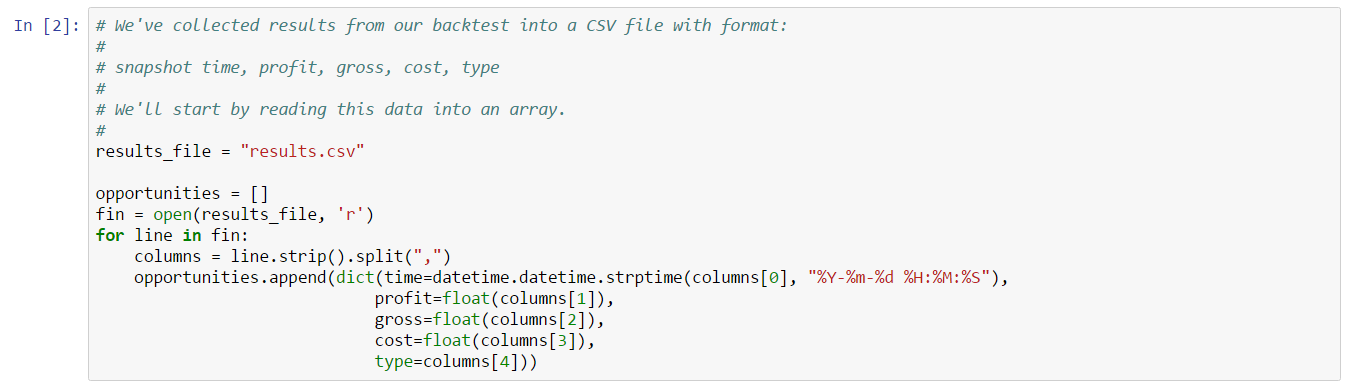 In [2]: # We've collected results from our backtest into a CSV file with format:
#
# snapshot time, profit, gross, cost, type
#
# We'll start by reading this data into an array.
#
results_file = "results.csv"

opportunities = []
fin = open(results_file, 'r')
for line in fin:
    columns = line.strip().split(",")
    opportunities.append(dict(time=datetime.datetime.strptime(columns[0], "%Y-%m-%d %H:%M:%S"),
                             profit=float(columns[1]),
                             gross=float(columns[2]),
                             cost=float(columns[3]),
                             type=columns[4]))